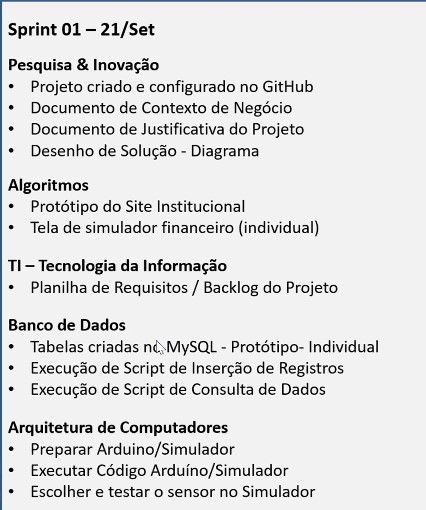 Sprint 01 – 21/Set
Pesquisa & Inovação
• Projeto criado e configurado no GitHub
• Documento de Contexto de Negócio
• Documento de Justificativa do Projeto
• Desenho de Solução - Diagrama
Algoritmos
• Protótipo do Site Institucional
• Tela de simulador financeiro (individual)
TI – Tecnologia da Informação
• Planilha de Requisitos / Backlog do Projeto
Banco de Dados
• Tabelas criadas no MySQL - Protótipo- Individual
• Execução de Script de Inserção de Registros
• Execução de Script de Consulta de Dados
Arquitetura de Computadores
• Preparar Arduino/Simulador
• Executar Código Arduíno/Simulador
• Escolher e testar o sensor no Simulador